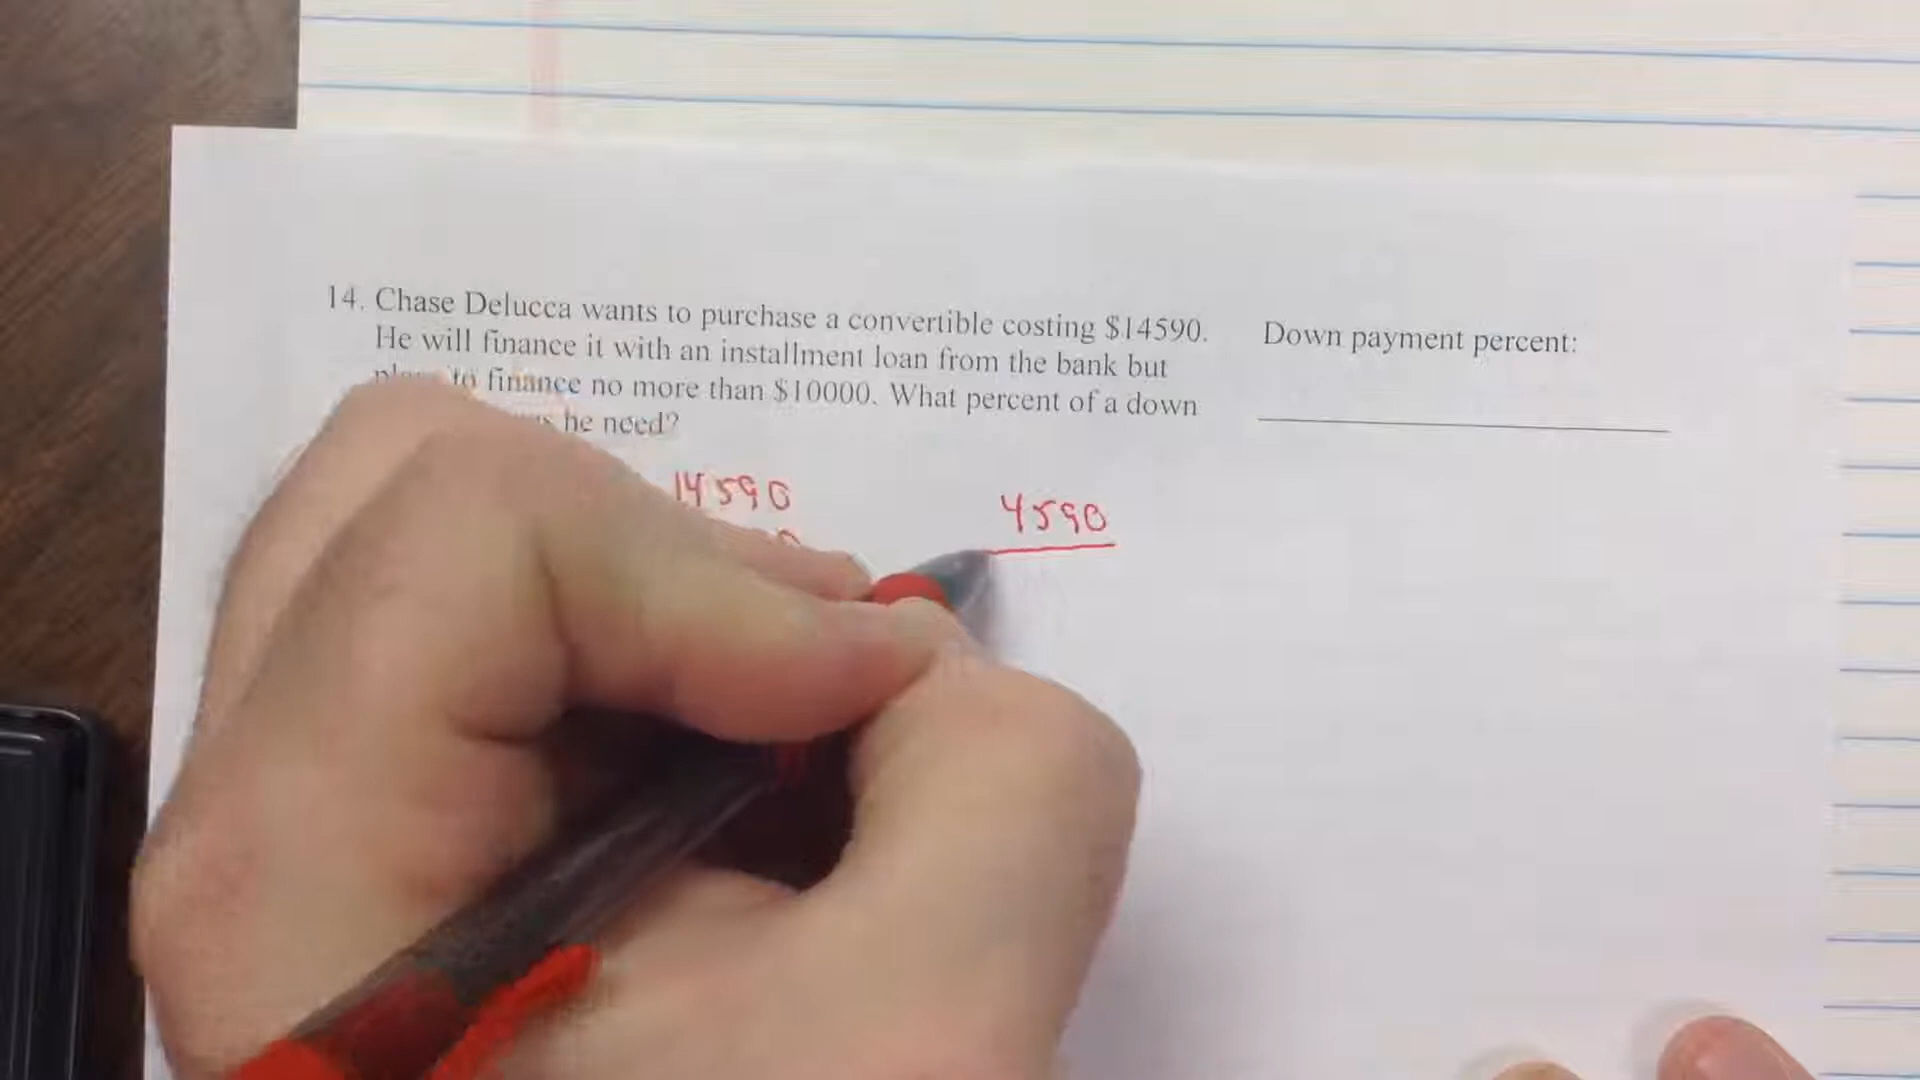 14. Chase Delucca wants to purchase a convertible costing $14590.
He will finance it with an installment loan from the bank but
to finance no more than $10000. What percent of a down
he need?
Down payment percent:
14590
4590